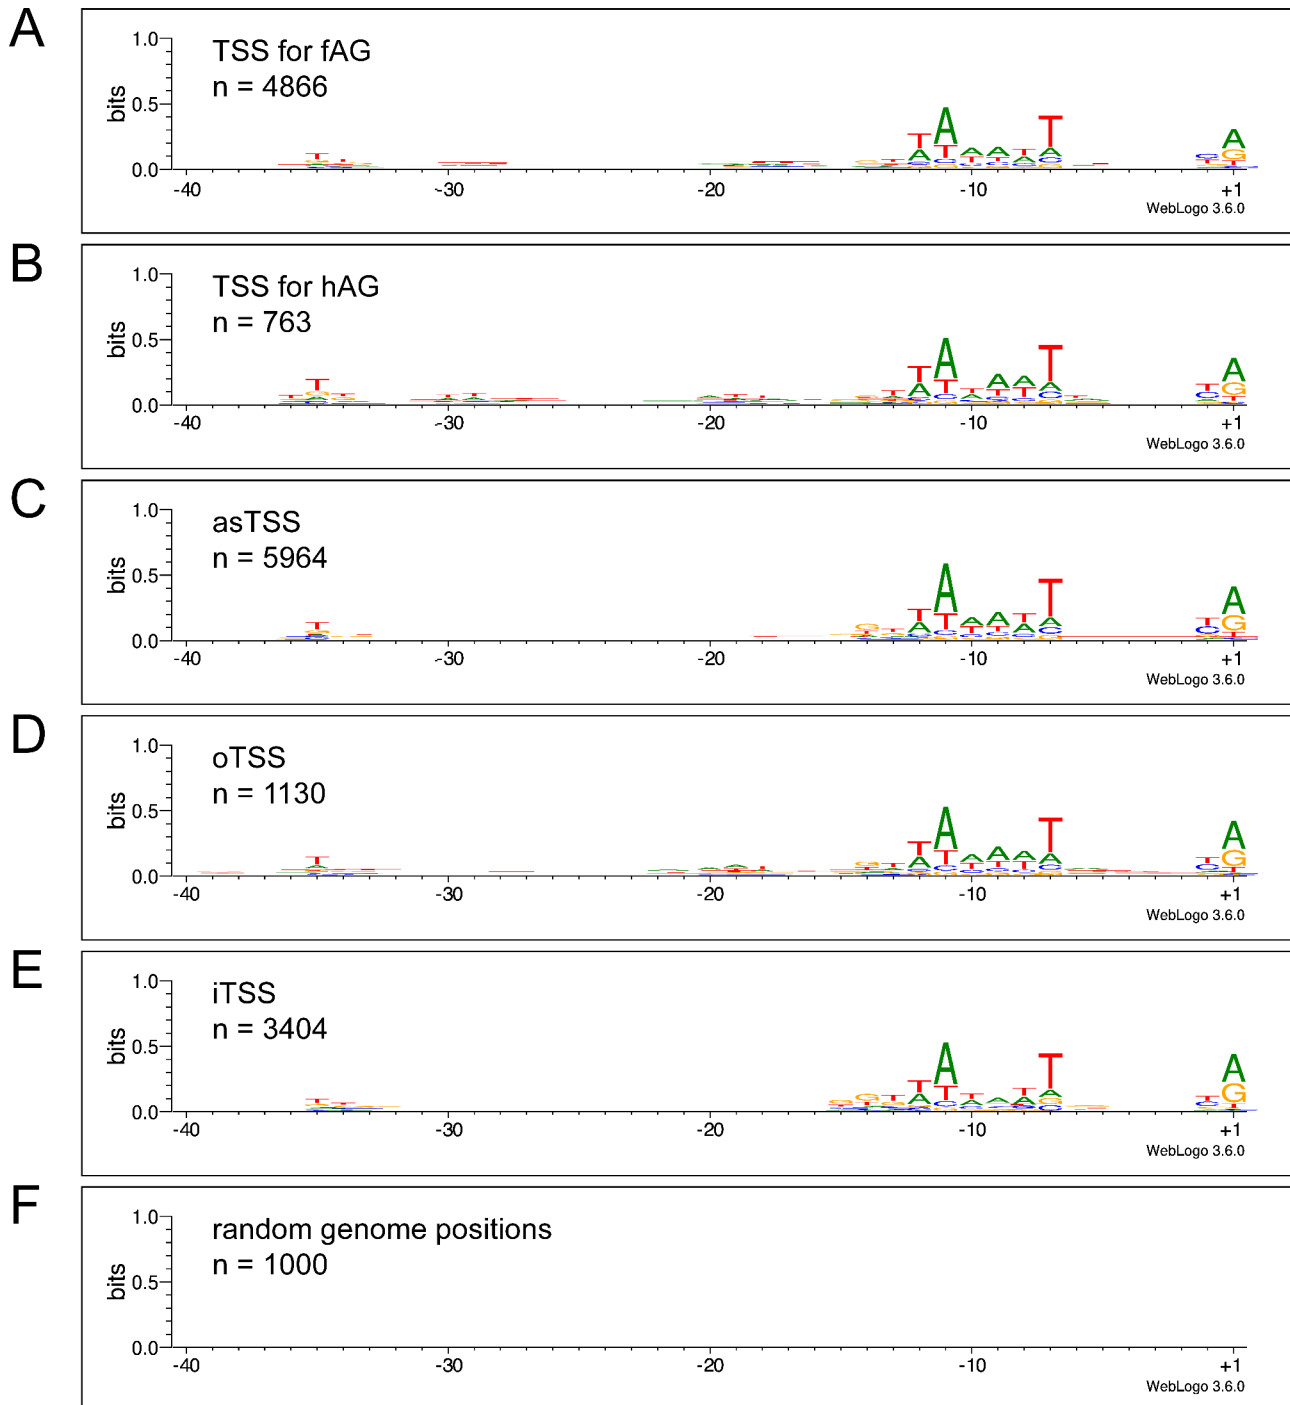 A
1.0
TSS for fAG
n = 4866
bits
0.5
0.0
-40 -30 -20 -10 +1
WebLogo 3.6.0
B
1.0
TSS for hAG
n = 763
bits
0.5
0.0
-40 -30 -20 -10 +1
WebLogo 3.6.0
C
1.0
asTSS
n = 5964
bits
0.5
0.0
-40 -30 -20 -10 +1
WebLogo 3.6.0
D
1.0
oTSS
n = 1130
bits
0.5
0.0
-40 -30 -20 -10 +1
WebLogo 3.6.0
E
1.0
iTSS
n = 3404
bits
0.5
0.0
-40 -30 -20 -10 +1
WebLogo 3.6.0
F
1.0
random genome positions
n = 1000
bits
0.5
0.0
-40 -30 -20 -10 +1
WebLogo 3.6.0